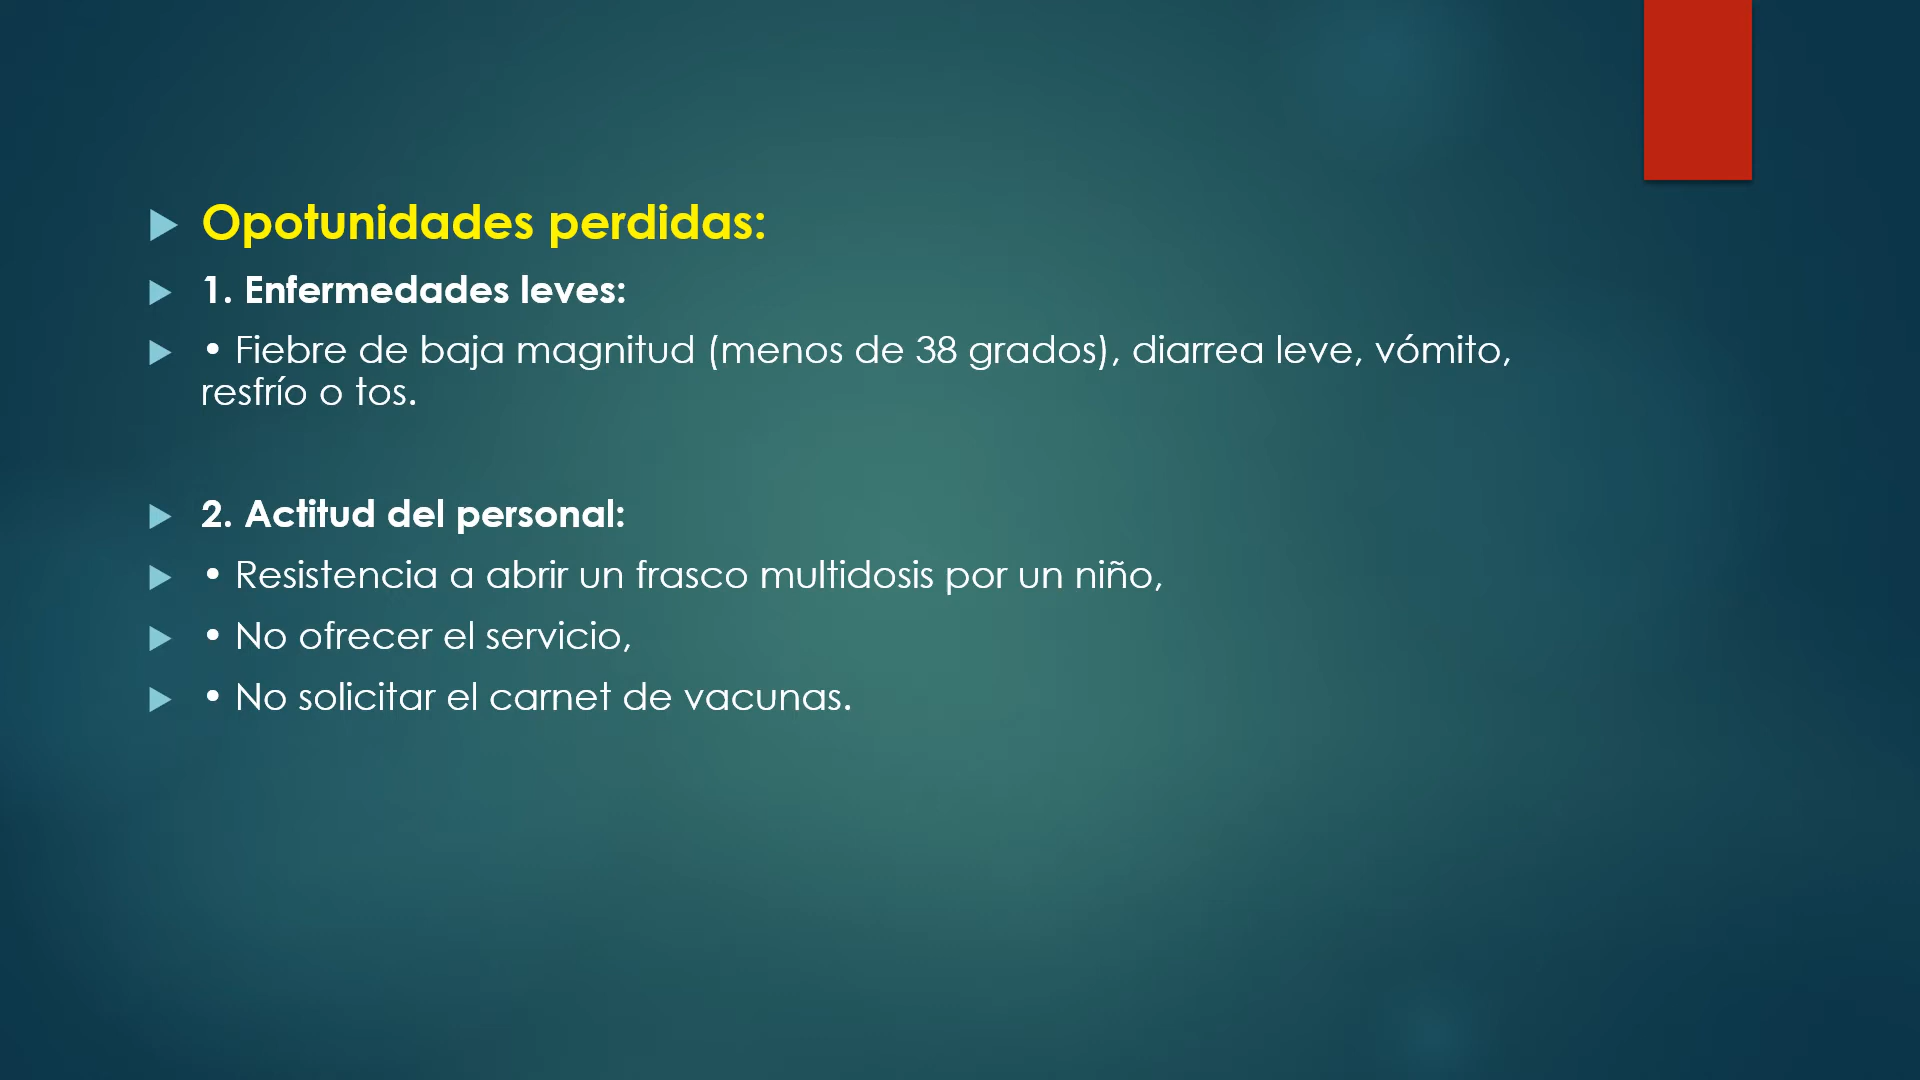 Opotunidades perdidas:
1. Enfermedades leves:
• Fiebre de baja magnitud (menos de 38 grados), diarrea leve, vómito,
resfrío o tos.
2. Actitud del personal:
• Resistencia a abrir un frasco multidosis por un niño,
• No ofrecer el servicio,
• No solicitar el carnet de vacunas.